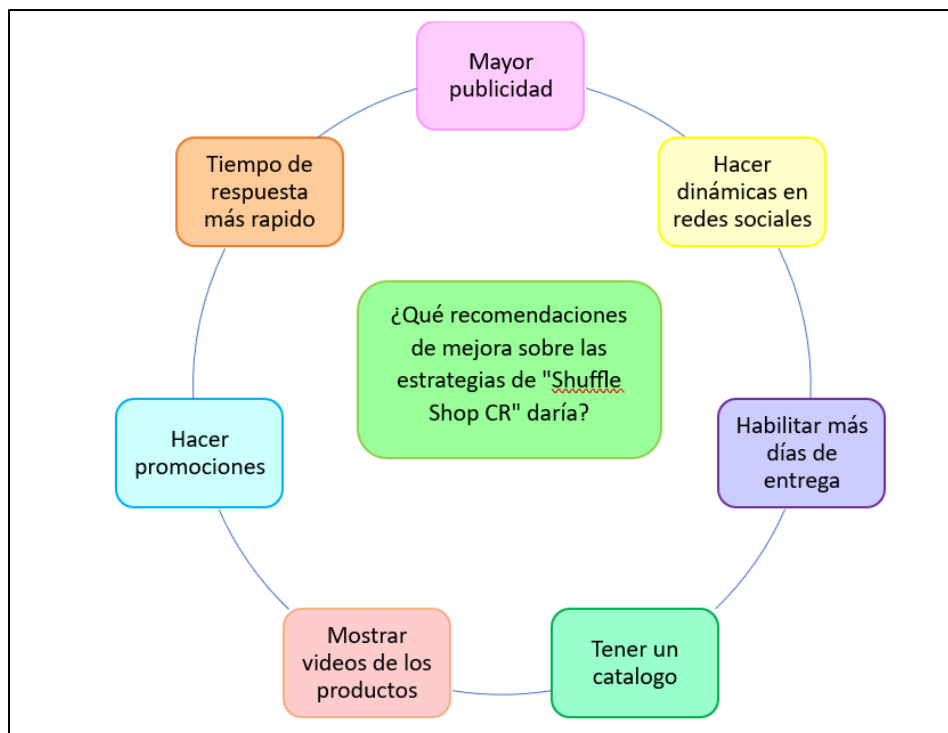 Mayor
publicidad
Hacer
dinámicas en
redes sociales
Habilitar más
días de
entrega
Tener un
catalogo
Mostrar
videos de los
productos
Hacer
promociones
Tiempo de
respuesta
más rapido
¿Qué recomendaciones
de mejora sobre las
estrategias de "Shuffle
Shop CR" daría?